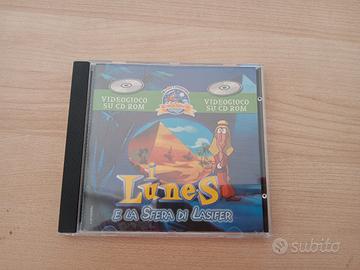 VIDEOGIOCO
SU CD ROM
VIDEOGIOCO
SU CD ROM
i
LUNES
E LA SFERA DI LASIFER
subito